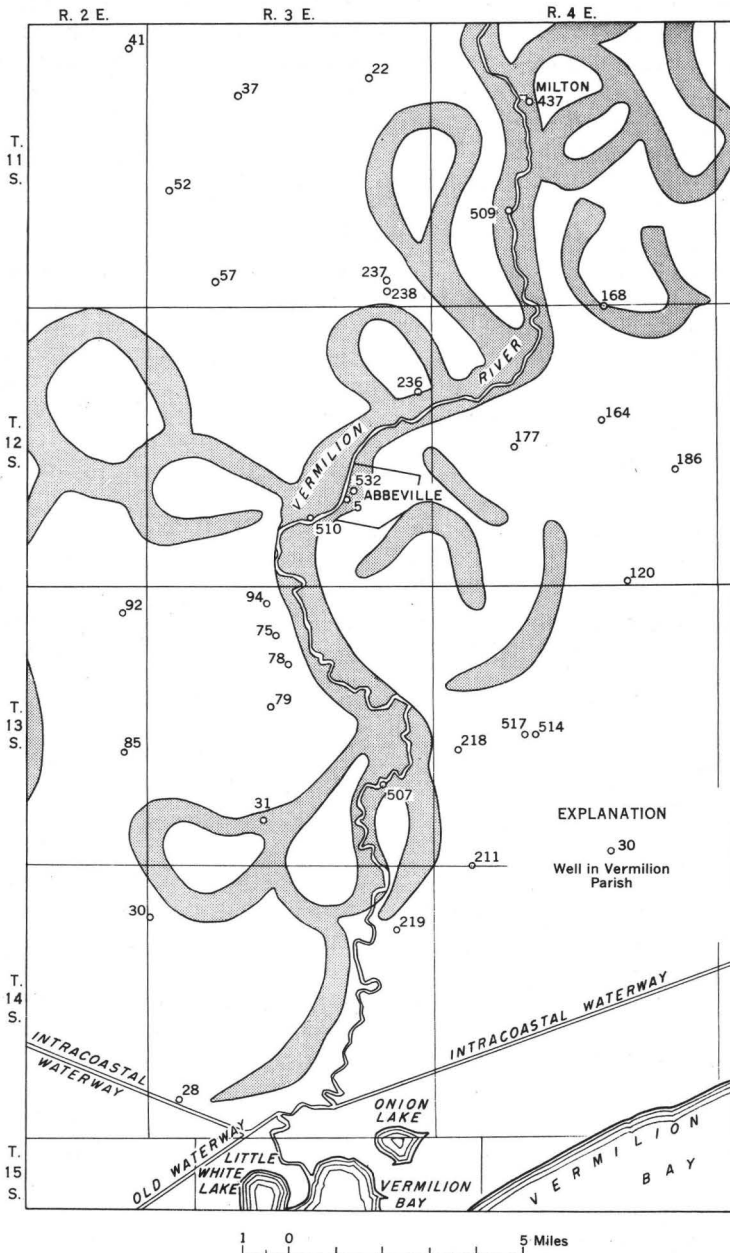 R. 2 E. R. 3 E. R. 4 E.
41
22
37
MILTON
437
T.
11
S.
52
509
237
57
238
168
RIVER
236
164
T.
12
S.
VERMILION
177
186
532
ABBEVILLE
5
510
120
94
92
75
78
79
T.
13
S.
517 514
218
85
507
31
EXPLANATION
30
Well in Vermilion
Parish
211
30
219
T.
14
S.
INTRACOASTAL WATERWAY
INTRACOASTAL
WATERWAY
28
ONION
LAKE
OLD WATERWAY
LITTLE
WHITE
LAKE
VERMILION
BAY
VERMILION
BAY
T.
15
S.
1 0 5 Miles